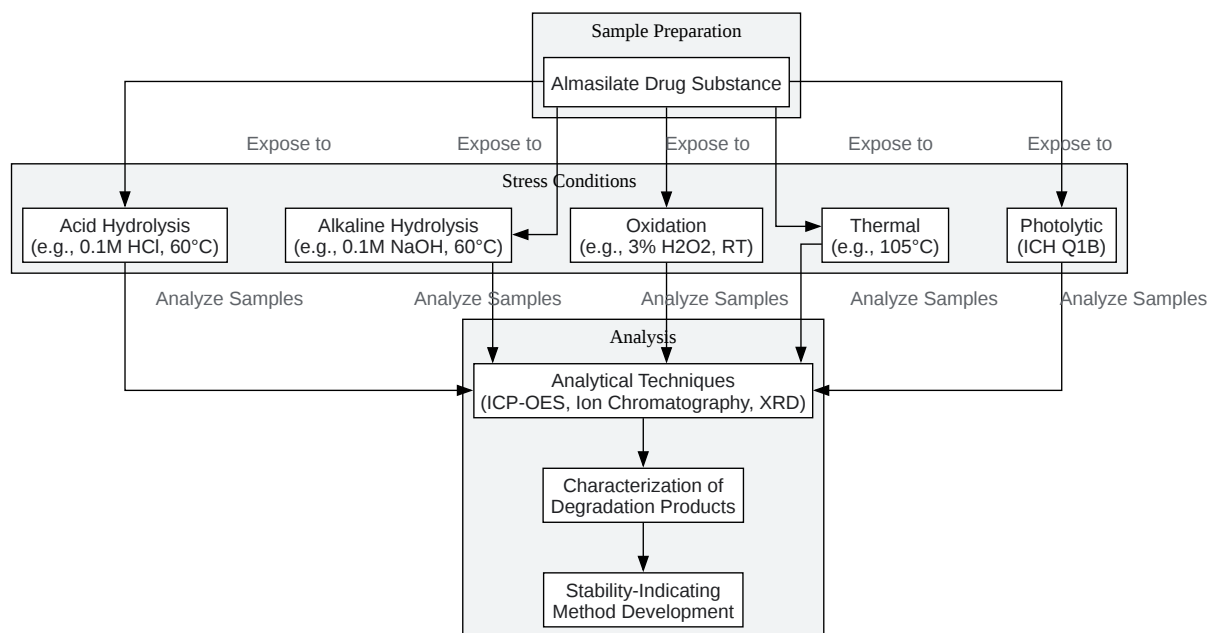 Sample Preparation
Almasilate Drug Substance
Expose to
Expose to
Expose to
Expose to
Expose to
Stress Conditions
Acid Hydrolysis
(e.g., 0.1M HCl, 60°C)
Alkaline Hydrolysis
(e.g., 0.1M NaOH, 60°C)
Oxidation
(e.g., 3% H2O2, RT)
Thermal
(e.g., 105°C)
Photolytic
(ICH Q1B)
Analyze Samples
Analyze Samples
Analyze Samples
Analyze Samples
Analyze Samples
Analysis
Analytical Techniques
(ICP-OES, Ion Chromatography, XRD)
Characterization of
Degradation Products
Stability-Indicating
Method Development